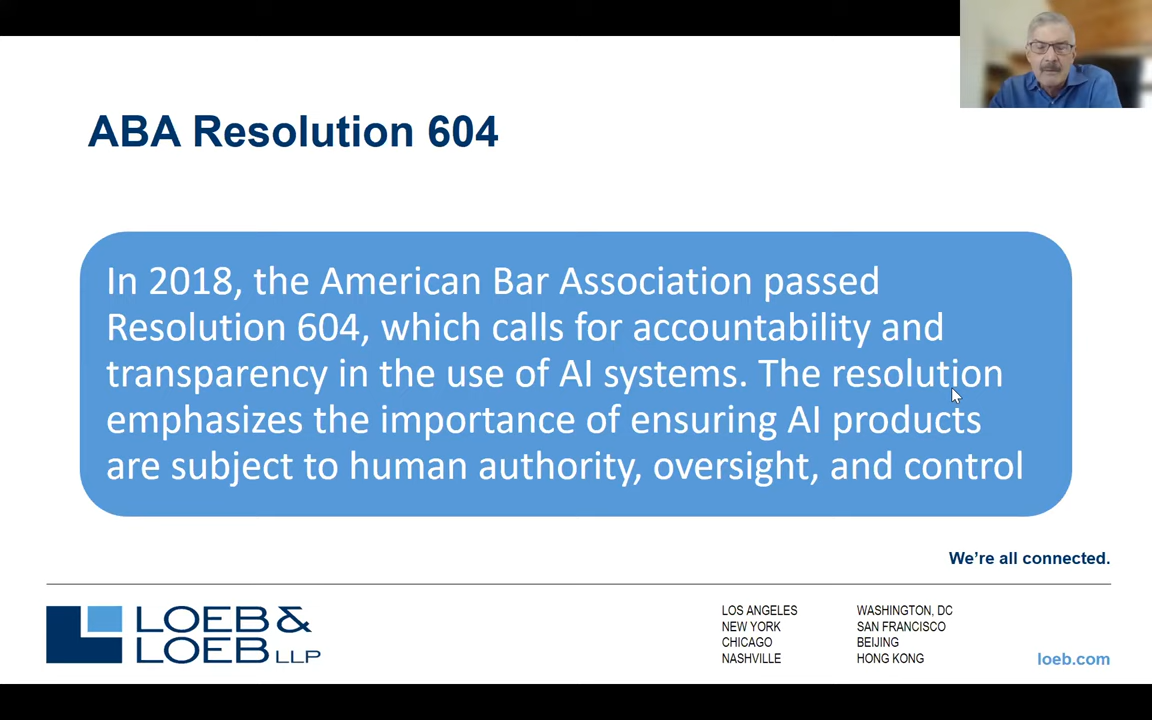 ABA Resolution 604
In 2018, the American Bar Association passed
Resolution 604, which calls for accountability and
transparency in the use of AI systems. The resolution
emphasizes the importance of ensuring AI products
are subject to human authority, oversight, and control
We’re all connected.
LOEB &
LOEB LLP
LOS ANGELES
NEW YORK
CHICAGO
NASHVILLE
WASHINGTON, DC
SAN FRANCISCO
BEIJING
HONG KONG
loeb.com